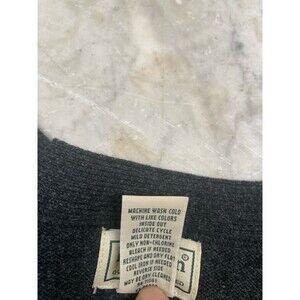 MACHINE WASH COLD
WITH LIKE COLORS
INSIDE OUT
DELICATE CYCLE
MILD DETERGENT
ONLY NON-CHLORINE
BLEACH IF NEEDED
RESHAPE AND DRY FLAT
COOL IRON IF NEEDED
REVERSE SIDE
MAY BE DRY CLEANED